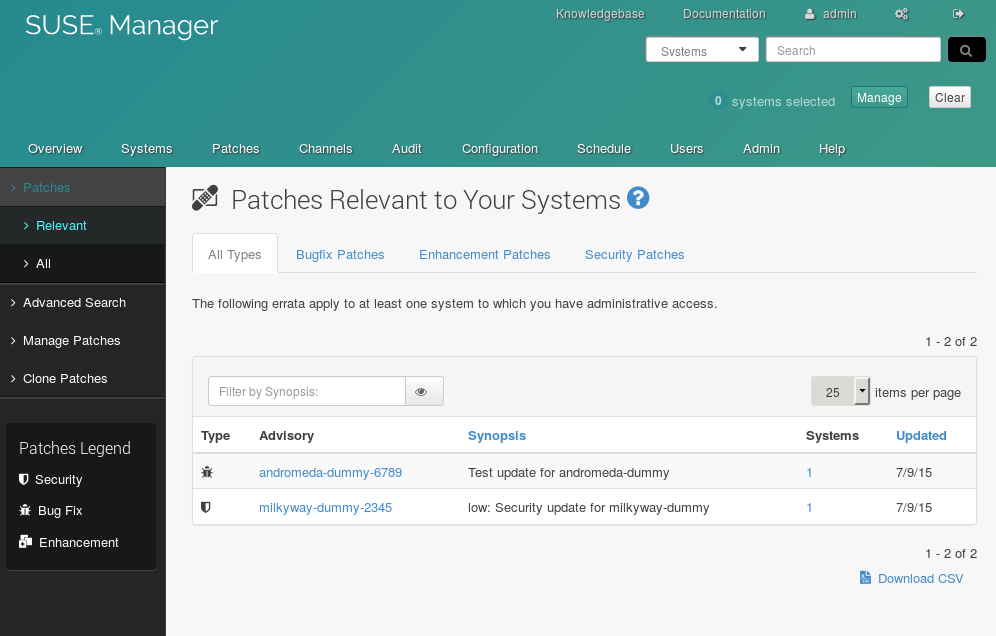 SUSE® Manager
Knowledgebase Documentation admin
Systems Search
0 systems selected Manage Clear
Overview Systems Patches Channels Audit Configuration Schedule Users Admin Help
Patches
Relevant
All
Advanced Search
Manage Patches
Clone Patches
Patches Legend
Security
Bug Fix
Enhancement
Patches Relevant to Your Systems ?
All Types Bugfix Patches Enhancement Patches Security Patches
The following errata apply to at least one system to which you have administrative access.
1 - 2 of 2
Filter by Synopsis: 25 items per page
Type Advisory Synopsis Systems Updated
andromeda-dummy-6789 Test update for andromeda-dummy 1 7/9/15
milkyway-dummy-2345 low: Security update for milkyway-dummy 1 7/9/15
1 - 2 of 2
Download CSV